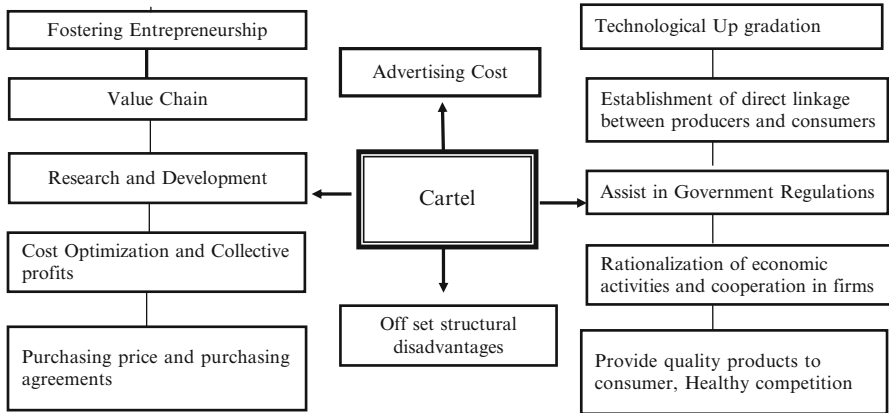 Fostering Entrepreneurship
Value Chain
Research and Development
Cost Optimization and Collective
profits
Purchasing price and purchasing
agreements
Advertising Cost
Cartel
Off set structural
disadvantages
Technological Up gradation
Establishment of direct linkage
between producers and consumers
Assist in Government Regulations
Rationalization of economic
activities and cooperation in firms
Provide quality products to
consumer, Healthy competition